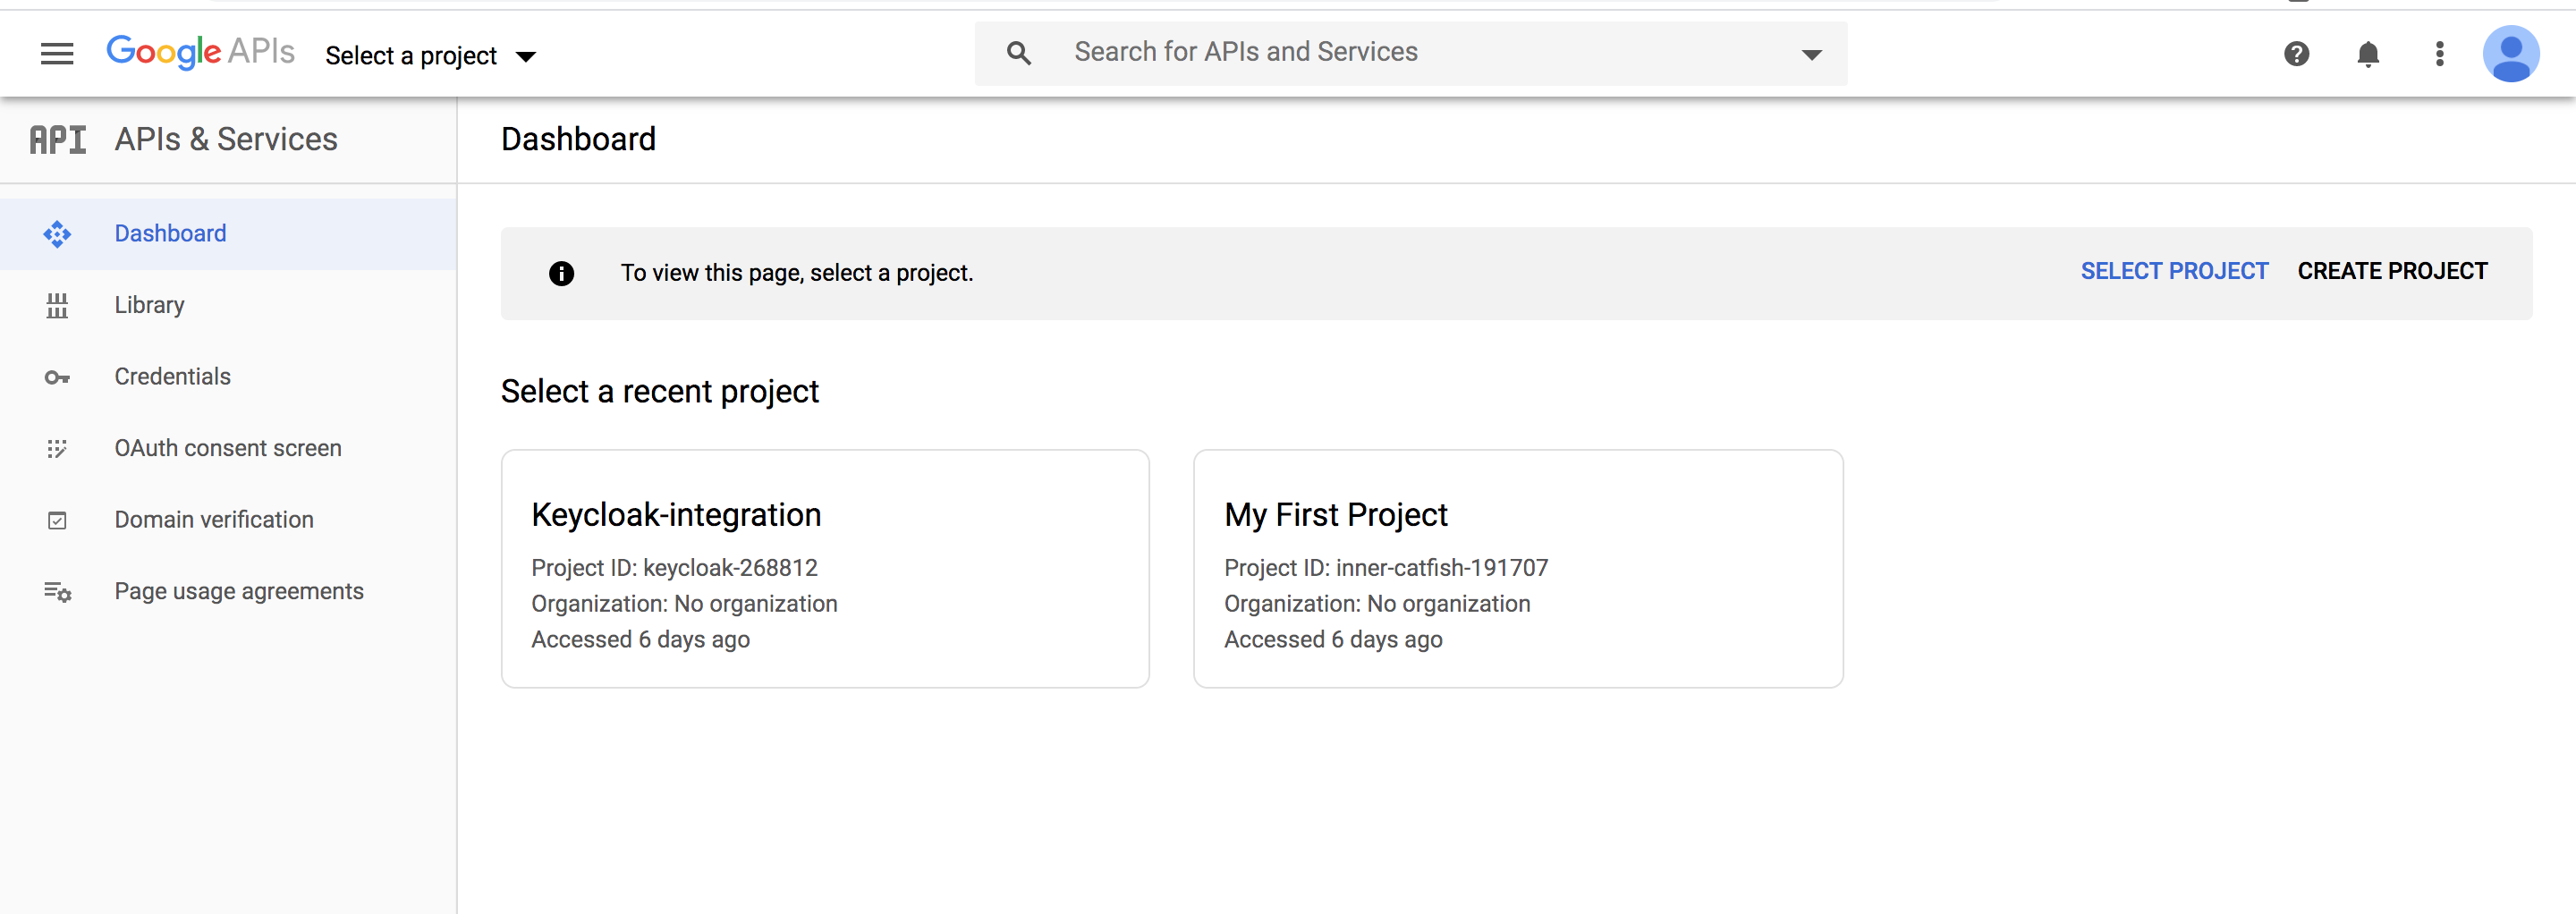 Google APIs
Select a project
Search for APIs and Services
API APIs & Services
Dashboard
Library
Credentials
OAuth consent screen
Domain verification
Page usage agreements
Dashboard
To view this page, select a project.
SELECT PROJECT
CREATE PROJECT
Select a recent project
Keycloak-integration
Project ID: keycloak-268812
Organization: No organization
Accessed 6 days ago
My First Project
Project ID: inner-catfish-191707
Organization: No organization
Accessed 6 days ago